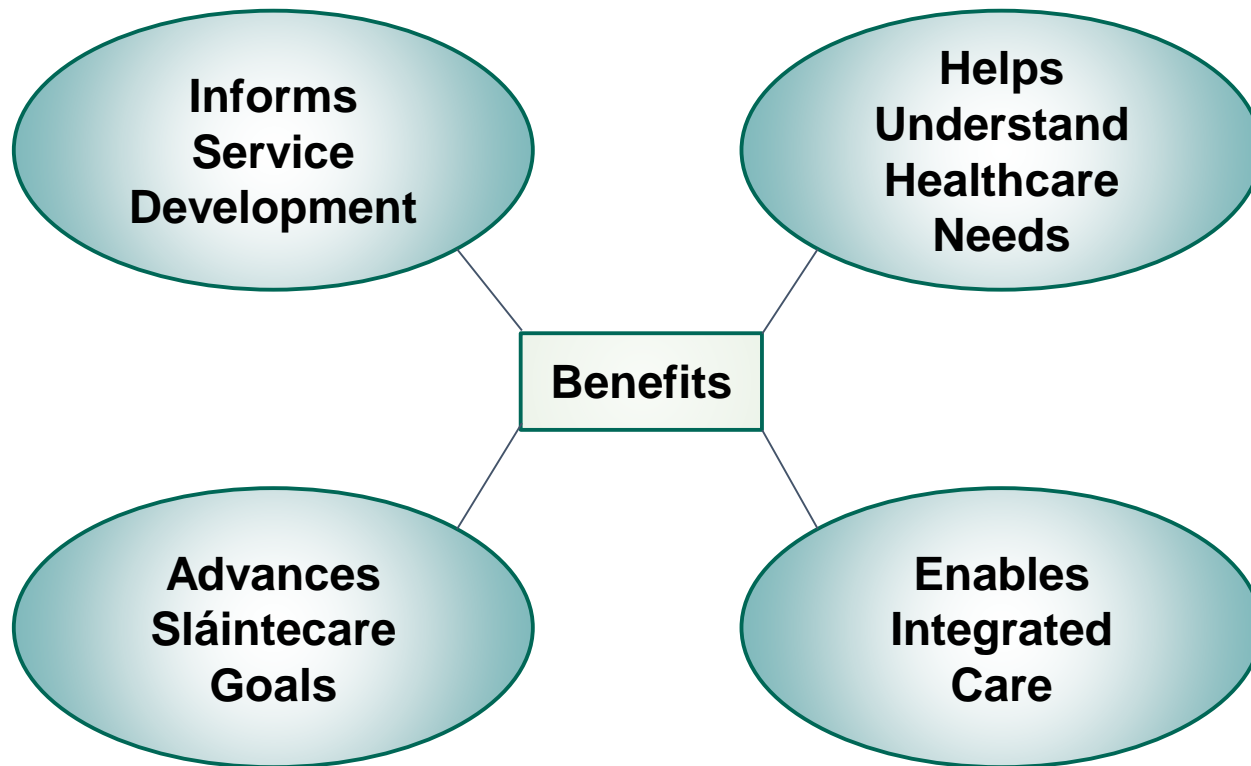 Informs
Service
Development
Helps
Understand
Healthcare
Needs
Benefits
Advances
Sláintecare
Goals
Enables
Integrated
Care